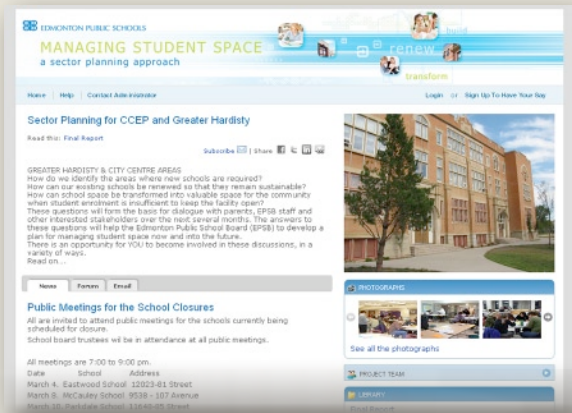 EDMONTON PUBLIC SCHOOLS
MANAGING STUDENT SPACE
a sector planning approach
build
renew
transform
Home | Help | Contact Administrator
Login or Sign Up To Have Your Say
Sector Planning for CCEP and Greater Hardisty
Read this: Final Report
Subscribe | Share
GREATER HARDISTY & CITY CENTRE AREAS
How do we identify the areas where new schools are required?
How can our existing schools be renewed so that they remain sustainable?
How can school space be transformed into valuable space for the community
when student enrolment is insufficient to keep the facility open?
These questions will form the basis for dialogue with parents, EPSB staff and
other interested stakeholders over the next several months. The answers to
these questions will help the Edmonton Public School Board (EPSB) to develop a
plan for managing student space now and into the future.
There is an opportunity for YOU to become involved in these discussions, in a
variety of ways.
Read on...
News Forum Email
Public Meetings for the School Closures
All are invited to attend public meetings for the schools currently being
scheduled for closure.
School board trustees will be in attendance at all public meetings.
All meetings are 7:00 to 9:00 pm.
Date School Address
March 4. Eastwood School 12023-81 Street
March 8. McCauley School 9538 - 107 Avenue
March 10. Parkdale School 11648-85 Street
PHOTOGRAPHS
See all the photographs
PROJECT TEAM
LIBRARY
Final Report